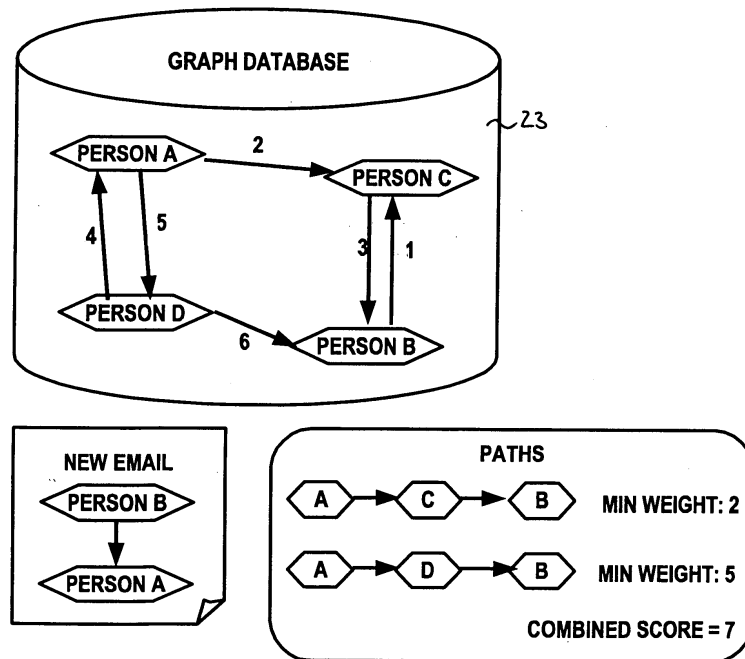 GRAPH DATABASE
23
PERSON A
2
PERSON C
4
5
3
1
PERSON D
6
PERSON B
NEW EMAIL
PERSON B
PERSON A
PATHS
A C B MIN WEIGHT: 2
A D B MIN WEIGHT: 5
COMBINED SCORE = 7